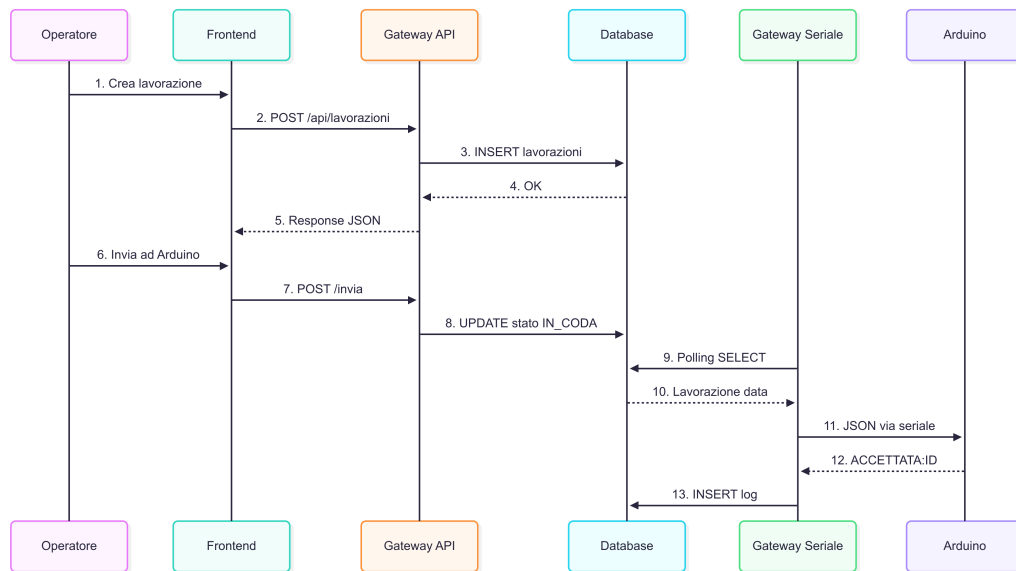 Operatore
Frontend
Gateway API
Database
Gateway Seriale
Arduino
1. Crea lavorazione
2. POST /api/lavorazioni
3. INSERT lavorazioni
4. OK
5. Response JSON
6. Invia ad Arduino
7. POST /invia
8. UPDATE stato IN_CODA
9. Polling SELECT
10. Lavorazione data
11. JSON via seriale
12. ACCETTATA:ID
13. INSERT log
Operatore
Frontend
Gateway API
Database
Gateway Seriale
Arduino